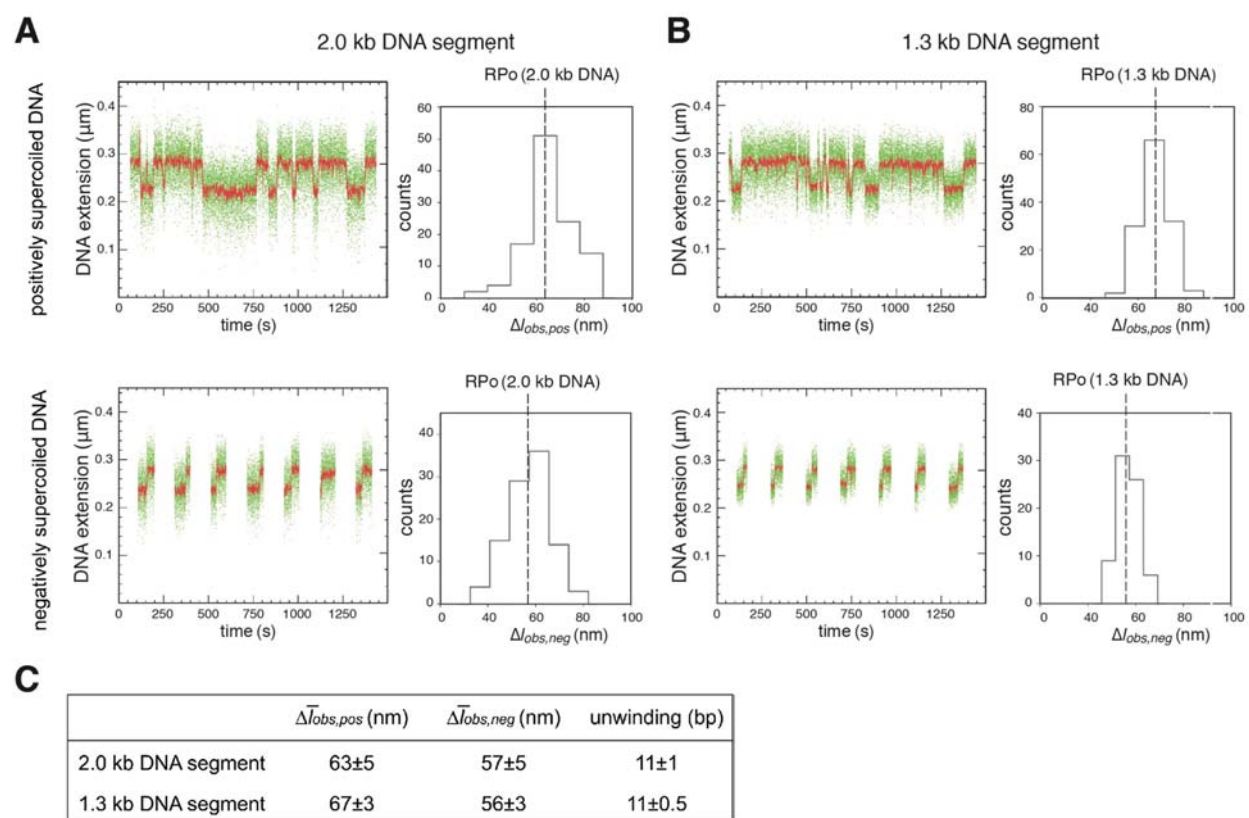 A
2.0 kb DNA segment
B
1.3 kb DNA segment
positively supercoiled DNA
DNA extension (µm)
0.4
0.3
0.2
0.1
0 250 500 750 1000 1250
time (s)
RPo (2.0 kb DNA)
counts
60
50
40
30
20
10
0
0 20 40 60 80 100
Δlobs,pos (nm)
DNA extension (µm)
0.4
0.3
0.2
0.1
0 250 500 750 1000 1250
time (s)
RPo (1.3 kb DNA)
counts
80
60
40
20
0
0 20 40 60 80 100
Δlobs,pos (nm)
negatively supercoiled DNA
DNA extension (µm)
0.4
0.3
0.2
0.1
0 250 500 750 1000 1250
time (s)
RPo (2.0 kb DNA)
counts
40
30
20
10
0
0 20 40 60 80 100
Δlobs,neg (nm)
DNA extension (µm)
0.4
0.3
0.2
0.1
0 250 500 750 1000 1250
time (s)
RPo (1.3 kb DNA)
counts
40
30
20
10
0
0 20 40 60 80 100
Δlobs,neg (nm)
C
Δl̅obs,pos (nm) Δl̅obs,neg (nm) unwinding (bp)
2.0 kb DNA segment 63±5 57±5 11±1
1.3 kb DNA segment 67±3 56±3 11±0.5